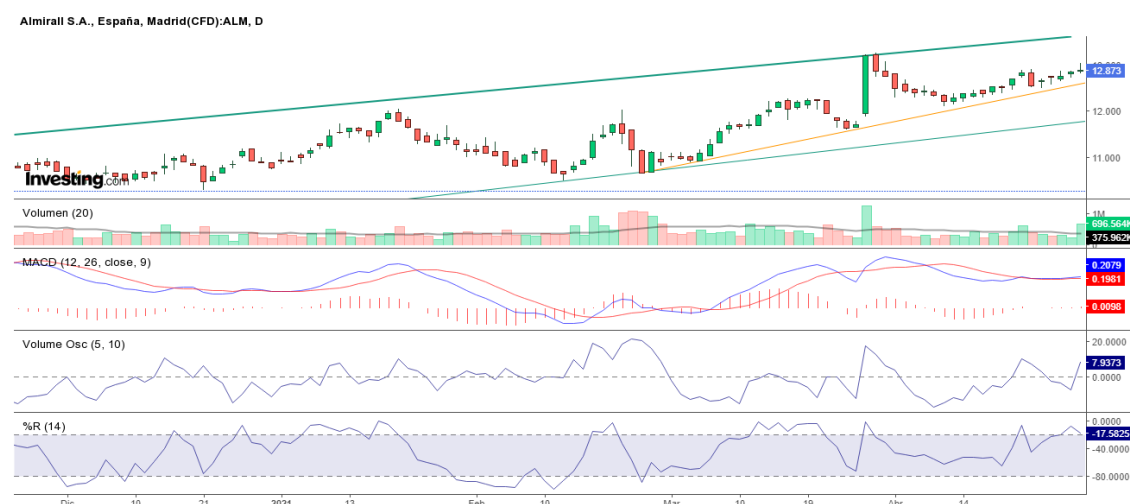 Almirall S.A., España, Madrid(CFD):ALM, D
12.873
12.000
11.000
Investing.com
Volumen (20)
1M
696.564K
375.962K
MACD (12, 26, close, 9)
0.2079
0.1981
0.0098
Volume Osc (5, 10)
20.0000
7.9373
0.0000
%R (14)
0.0000
-17.5825
-80.0000
Dic 10 21 2021 13 Feb 10 Mar 10 19 Abr 14